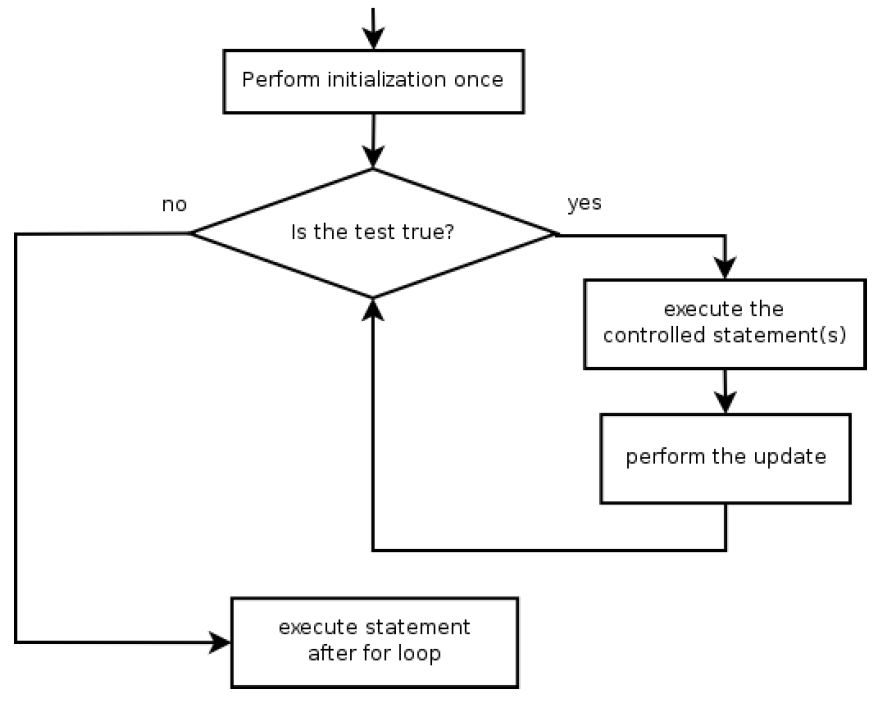 Perform initialization once
no
yes
Is the test true?
execute the
controlled statement(s)
perform the update
execute statement
after for loop